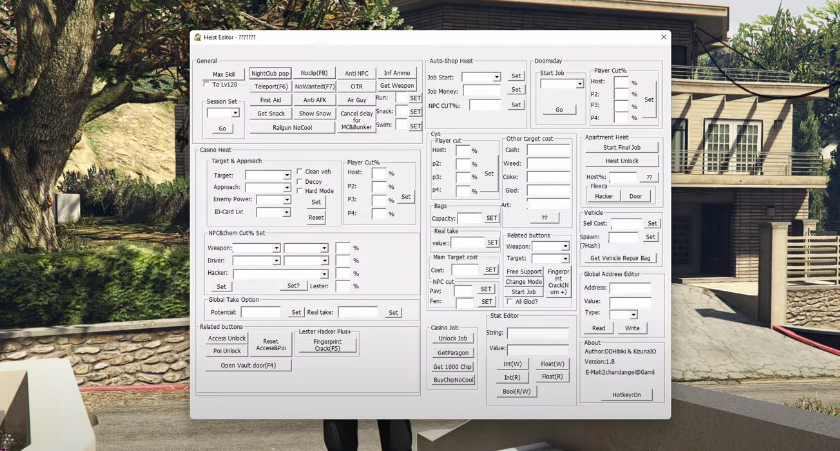 Heist Editor - ???????
General
Max Skill
NightClub pop
Noclip(F8)
Anti NPC
Inf Ammo
To Lv120
Teleport(F6)
NoWanted(F7)
OTR
Get Weapon
Session Set
First Aid
Anti AFK
Air Guy
Run:
SET
Get Snack
Show Snow
Cancel delay
for
MC&Bunker
Snack:
SET
Go
Ralgun NoCool
Swim:
SET
Casino Heist
Target & Approach
Target:
Clean veh
Approach:
Decoy
Hard Mode
Enemy Power:
Set
ID-Card Lv:
Reset
Player Cut%
Host:
%
P2:
%
P3:
%
Set
P4:
%
NPC&them Cut% Set
Weapon:
%
Driver:
%
Hacker:
Set
Set?
Lester:
%
Global Take Option
Potential:
Set
Real take:
Set
Related buttons
Access Unlock
Reset
Access&Poi
Poi Unlock
Open Vault door(F4)
Lester Hacker Plus+
Fingerprint
Crack(F5)
Auto-Shop Heist
Job Start:
Set
Job Money:
Set
NPC CUT%:
Set
Doomsday
Start Job
Go
Player Cut%
Host:
%
P2:
%
P3:
%
Set
P4:
%
Cyo
Player cut
Host:
%
p2:
%
p3:
%
Set
p4:
%
Other target cost
Cash:
Weed:
Coke:
Glod:
Art:
??
Bags
Capacity:
SET
Real take
value:
SET
Main Target cost
Cost:
SET
NPC cut
Pav:
SET
Fen:
SET
Related buttons
Weapon:
Target:
Free Support
Change Mode
Start Job
All Glod?
Fingerpr
int
Crack(N
um +)
Casino Job
Unlock Job
GetParagon
Get 1000 Chip
BuyChipNoCool
Stat Editor
String:
Value:
Int(W)
Float(W)
Int(R)
Float(R)
Bool(R/W)
Apartment Heet
Start Final Job
Heist Unlock
Host%:
??
Fleeca
Hacker
Door
Vehicle
Sell Cost:
Set
Spawn:
Set
(?Hash)
Get Vehicle Repair Bag
Global Address Editor
Address:
Value:
Type:
Read
Write
About
Author:DDHibiki & Kizuna30
Version:1.8
E-Mail:2chandange!@Gamil
Hotkey:On